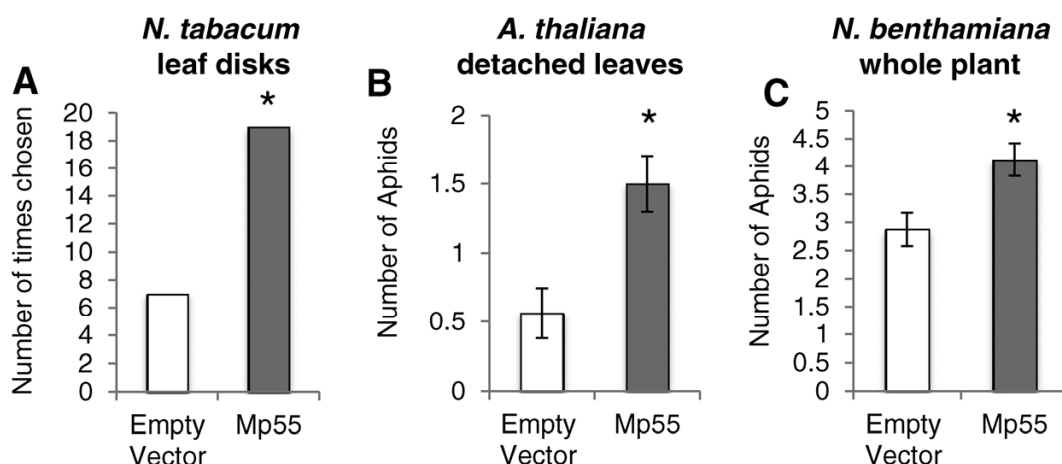 N. tabacum
leaf disks
A
Number of times chosen
20
18
16
14
12
10
8
6
4
2
0
*
Empty
Vector
Mp55
A. thaliana
detached leaves
B
Number of Aphids
2
1.5
1
0.5
0
*
Empty
Vector
Mp55
N. benthamiana
whole plant
C
Number of Aphids
5
4.5
4
3.5
3
2.5
2
1.5
1
0.5
0
*
Empty
Vector
Mp55